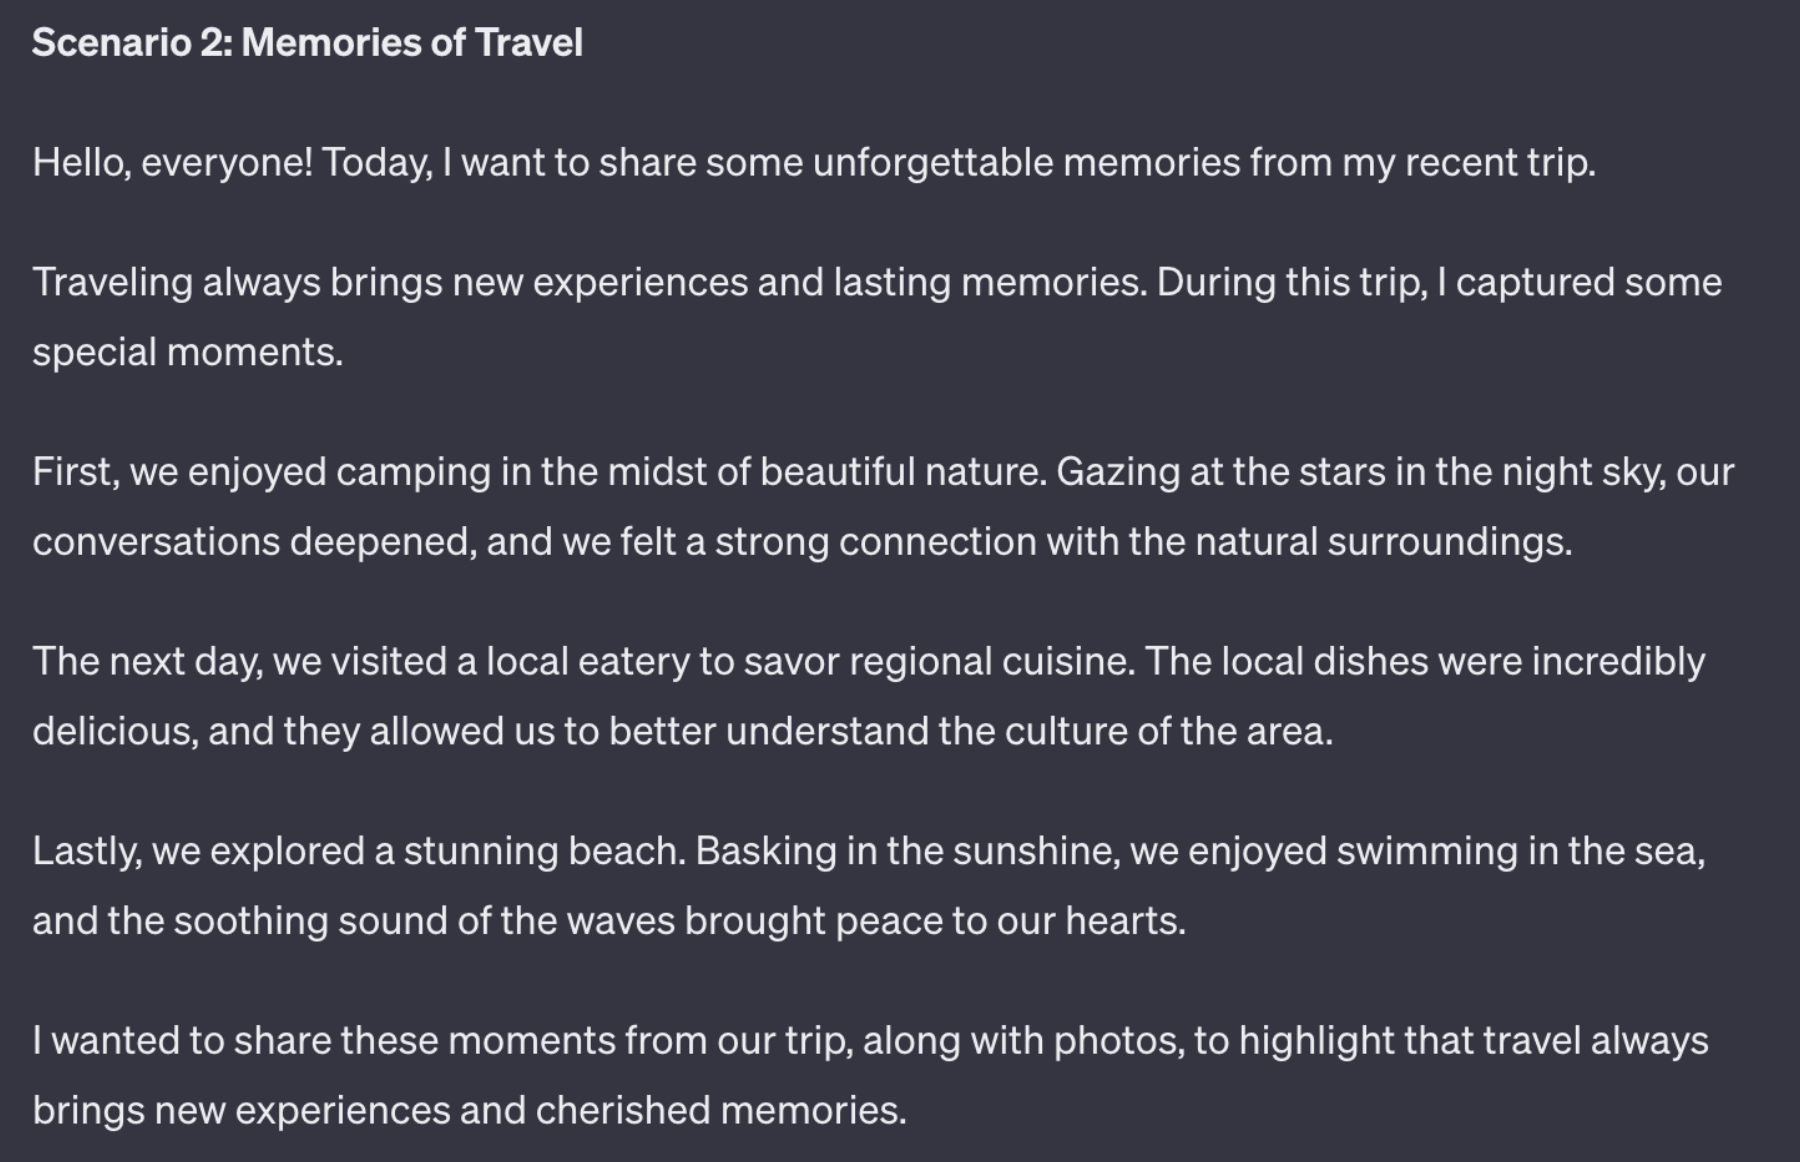 Scenario 2: Memories of Travel
Hello, everyone! Today, I want to share some unforgettable memories from my recent trip.
Traveling always brings new experiences and lasting memories. During this trip, I captured some
special moments.
First, we enjoyed camping in the midst of beautiful nature. Gazing at the stars in the night sky, our
conversations deepened, and we felt a strong connection with the natural surroundings.
The next day, we visited a local eatery to savor regional cuisine. The local dishes were incredibly
delicious, and they allowed us to better understand the culture of the area.
Lastly, we explored a stunning beach. Basking in the sunshine, we enjoyed swimming in the sea,
and the soothing sound of the waves brought peace to our hearts.
I wanted to share these moments from our trip, along with photos, to highlight that travel always
brings new experiences and cherished memories.